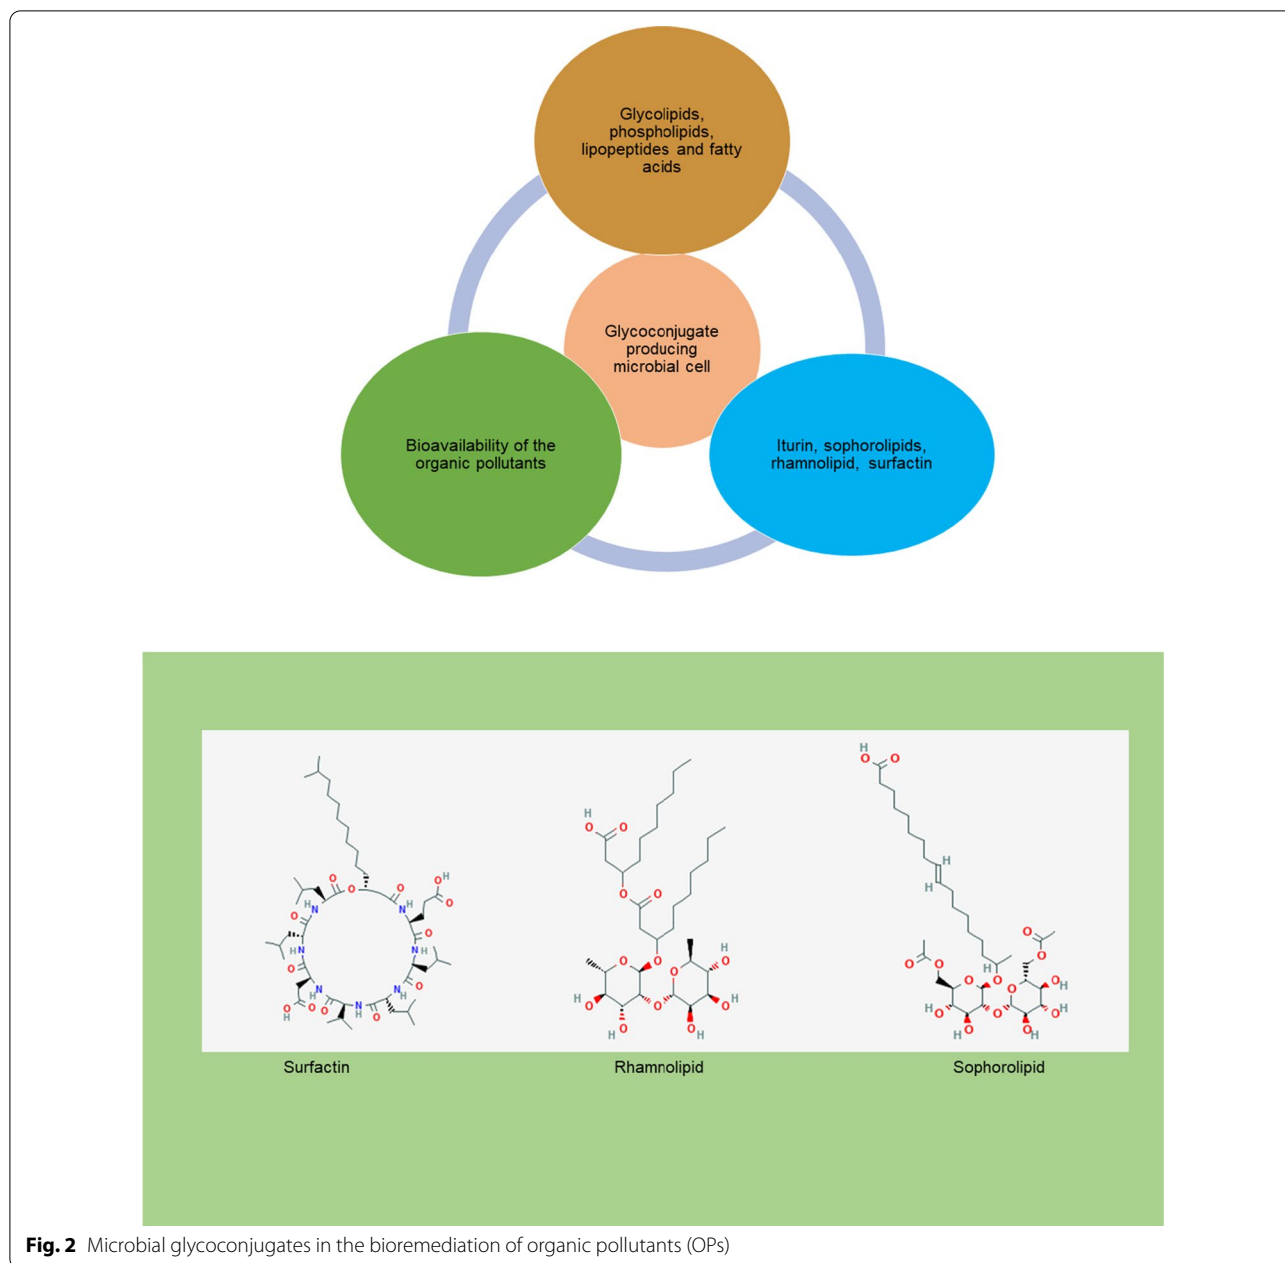 Glycolipids,
phospholipids,
lipopeptides and fatty
acids
Glycoconjugate
producing
microbial cell
Bioavailability of the
organic pollutants
Iturin, sophorolipids,
rhamnolipid, surfactin
Surfactin
Rhamnolipid
Sophorolipid
Fig. 2 Microbial glycoconjugates in the bioremediation of organic pollutants (OPs)